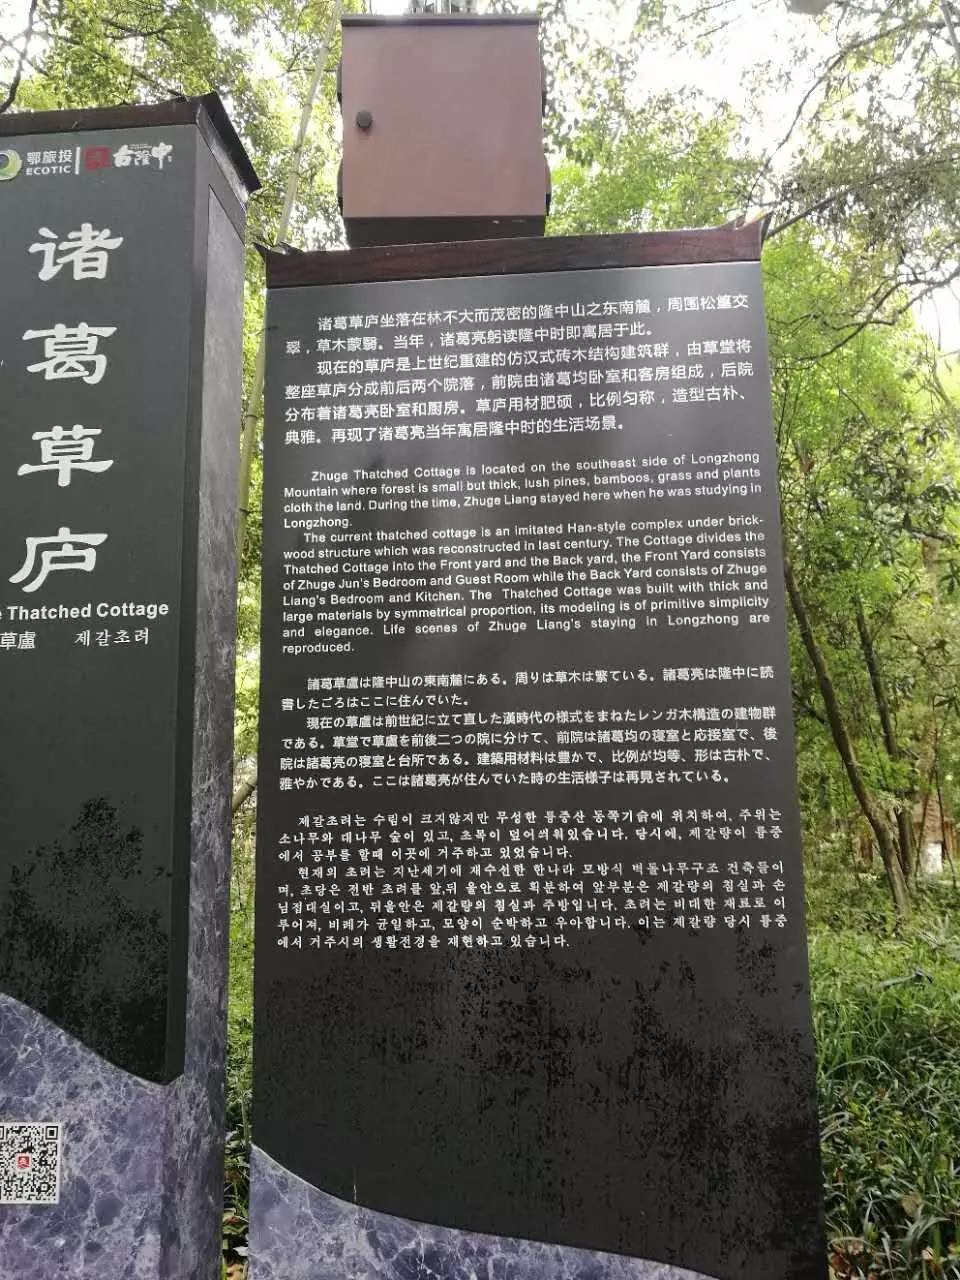 鄂旅投
ECOTIC
古隆中
诸
葛
草
庐
Thatched Cottage
草廬 제갈초려
诸葛草庐坐落在林不大而茂密的隆中山之东南麓，周围松篁交
翠，草木蒙翳。当年，诸葛亮躬读隆中时即寓居于此。
现在的草庐是上世纪重建的仿汉式砖木结构建筑群，由草堂将
整座草庐分成前后两个院落，前院由诸葛均卧室和客房组成，后院
分布着诸葛亮卧室和厨房。草庐用材肥硕，比例匀称，造型古朴、
典雅。再现了诸葛亮当年寓居隆中时的生活场景。
Zhuge Thatched Cottage is located on the southeast side of Longzhong
Mountain where forest is small but thick, lush pines, bamboos, grass and plants
cloth the land. During the time, Zhuge Liang stayed here when he was studying in
Longzhong.
The current thatched cottage is an imitated Han-style complex under brick-
wood structure which was reconstructed in last century. The Cottage divides the
Thatched Cottage into the Front yard and the Back yard, the Front Yard consists
of Zhuge Jun's Bedroom and Guest Room while the Back Yard consists of Zhuge
Liang's Bedroom and Kitchen. The Thatched Cottage was built with thick and
large materials by symmetrical proportion, its modeling is of primitive simplicity
and elegance. Life scenes of Zhuge Liang's staying in Longzhong are
reproduced.
諸葛草廬は隆中山の東南麓にある。周りは草木は繁ている。諸葛亮は隆中に読
書したごろはここに住んでいた。
現在の草廬は前世紀に立て直した漢時代の様式をまねたレンガ木構造の建物群
である。草堂で草廬を前後二つの院に分けて、前院は諸葛均の寝室と応接室で、後
院は諸葛亮の寝室と台所である。建築用材料は豊かで、比例が均等、形は古朴で、
雅やかである。ここは諸葛亮が住んでいた時の生活様子は再見されている。
제갈초려는 수림이 크지않지만 무성한 륭중산 동쪽기슭에 위치하여, 주위는
소나무와 대나무 숲이 있고, 초목이 덮어씌워있습니다. 당시에, 제갈량이 륭중
에서 공부를 할때 이곳에 거주하고 있었습니다.
현재의 초려는 지난세기에 재수선한 한나라 모방식 벽돌나무구조 건축들이
며, 초당은 전반 초려를 앞,뒤 울안으로 획분하여 앞부분은 제갈량의 침실과 손
님접대실이고, 뒤울안은 제갈량의 침실과 주방입니다. 초려는 비대한 재료로 이
루어져, 비례가 균일하고, 모양이 순박하고 우아합니다. 이는 제갈량 당시 륭중
에서 거주시의 생활전경을 재현하고 있습니다.